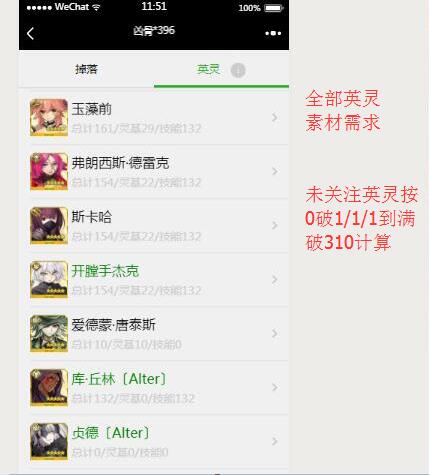 WeChat 11:51 100%
凶骨*396
掉落 英灵
玉藻前
总计161/灵基29/技能132
弗朗西斯·德雷克
总计154/灵基22/技能132
斯卡哈
总计154/灵基22/技能132
开膛手杰克
总计154/灵基22/技能132
爱德蒙·唐泰斯
总计10/灵基10/技能0
库·丘林〔Alter〕
总计132/灵基0/技能132
贞德〔Alter〕
总计0/灵基0/技能0
全部英灵
素材需求
未关注英灵按
0破1/1/1到满
破310计算